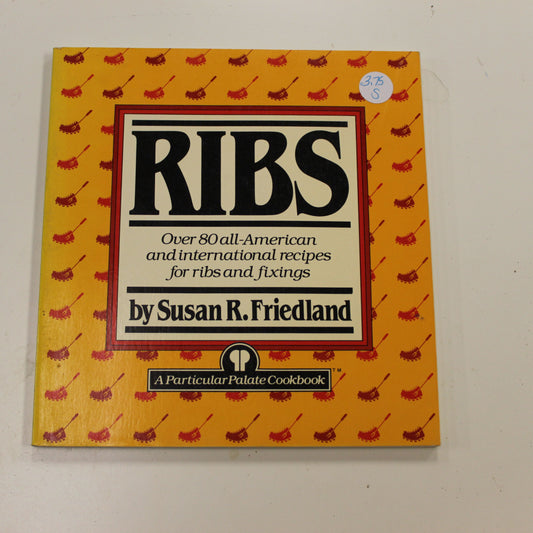 3.75
S
RIBS
Over 80 all-American
and international recipes
for ribs and fixings
by Susan R. Friedland
A Particular Palate Cookbook™